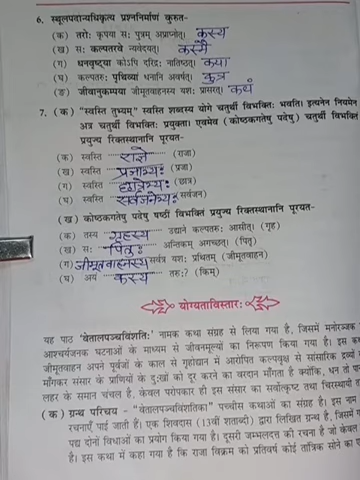 6. स्थूलपदान्यधिकृत्य प्रश्ननिर्माणं कुरुत-
(क) तरोः कृपया सः पुत्रम् अप्राप्नोत्। कस्य
(ख) सः कल्पतरवे न्यवेदयत्। कस्मै
(ग) धनवृष्ट्या कोऽपि दरिद्रः नातिष्ठत्। कया
(घ) कल्पतरुः पृथिव्यां धनानि अवर्षत्। कुत्र
(ङ) जीवानुकम्पया जीमूतवाहनस्य यशः प्रासरत्। कथं
7. (क) "स्वस्ति तुभ्यम्" स्वस्ति शब्दस्य योगे चतुर्थी विभक्तिः भवति। इत्यनेन नियमेन
अत्र चतुर्थी विभक्तिः प्रयुक्ता। एवमेव (कोष्ठकगतेषु पदेषु) चतुर्थी विभक्तिं
प्रयुज्य रिक्तस्थानानि पूरयत-
(क) स्वस्ति राज्ञे (राजा)
(ख) स्वस्ति प्रजाभ्यः (प्रजा)
(ग) स्वस्ति छात्रेभ्यः (छात्र)
(घ) स्वस्ति सर्वजनेभ्यः (सर्वजन)
(ख) कोष्ठकगतेषु पदेषु षष्ठीं विभक्तिं प्रयुज्य रिक्तस्थानानि पूरयत-
(क) तस्य गृहस्य उद्याने कल्पतरुः आसीत्। (गृह)
(ख) सः पितुः अन्तिकम् अगच्छत्। (पितृ)
(ग) जीमूतवाहनस्य सर्वत्र यशः प्रथितम् (जीमूतवाहन)
(घ) अयं कस्य तरुः? (किम्)
योग्यताविस्तारः
यह पाठ 'वेतालपञ्चविंशतिः' नामक कथा संग्रह से लिया गया है, जिसमें मनोरञ्जक
आश्चर्यजनक घटनाओं के माध्यम से जीवनमूल्यों का निरूपण किया गया है। इस
जीमूतवाहन अपने पूर्वजों के काल से गृहोद्यान में आरोपित कल्पवृक्ष से सांसारिक द्रव्यों
माँगकर संसार के प्राणियों के दुःखों को दूर करने का वरदान माँगता है क्योंकि, धन तो
लहर के समान चंचल है, केवल परोपकार ही इस संसार का सर्वोत्कृष्ट तथा चिरस्थायी
(क) ग्रन्थ परिचय - "वेतालपञ्चविंशतिका" पच्चीस कथाओं का संग्रह है। इस नाम
रचनाएँ पाई जाती हैं। एक शिवदास (13वीं शताब्दी) द्वारा लिखित ग्रन्थ है, जिसमें
पद्य दोनों विधाओं का प्रयोग किया गया है। दूसरी जम्भलदत्त की रचना है जो केवल
है। इस कथा में कहा गया है कि राजा विक्रम को प्रतिवर्ष कोई तांत्रिक सोने का